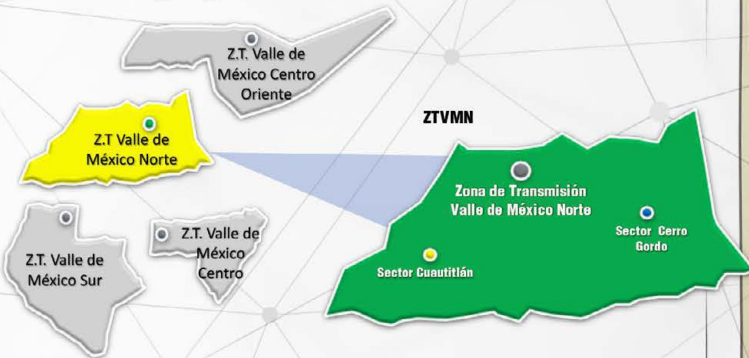 Z.T. Valle de
México Centro
Oriente
Z.T Valle de
México Norte
Z.T. Valle de
México Sur
Z.T. Valle de
México
Centro
ZTVMN
Zona de Transmisión
Valle de México Norte
Sector Cerro
Gordo
Sector Cuautitlán